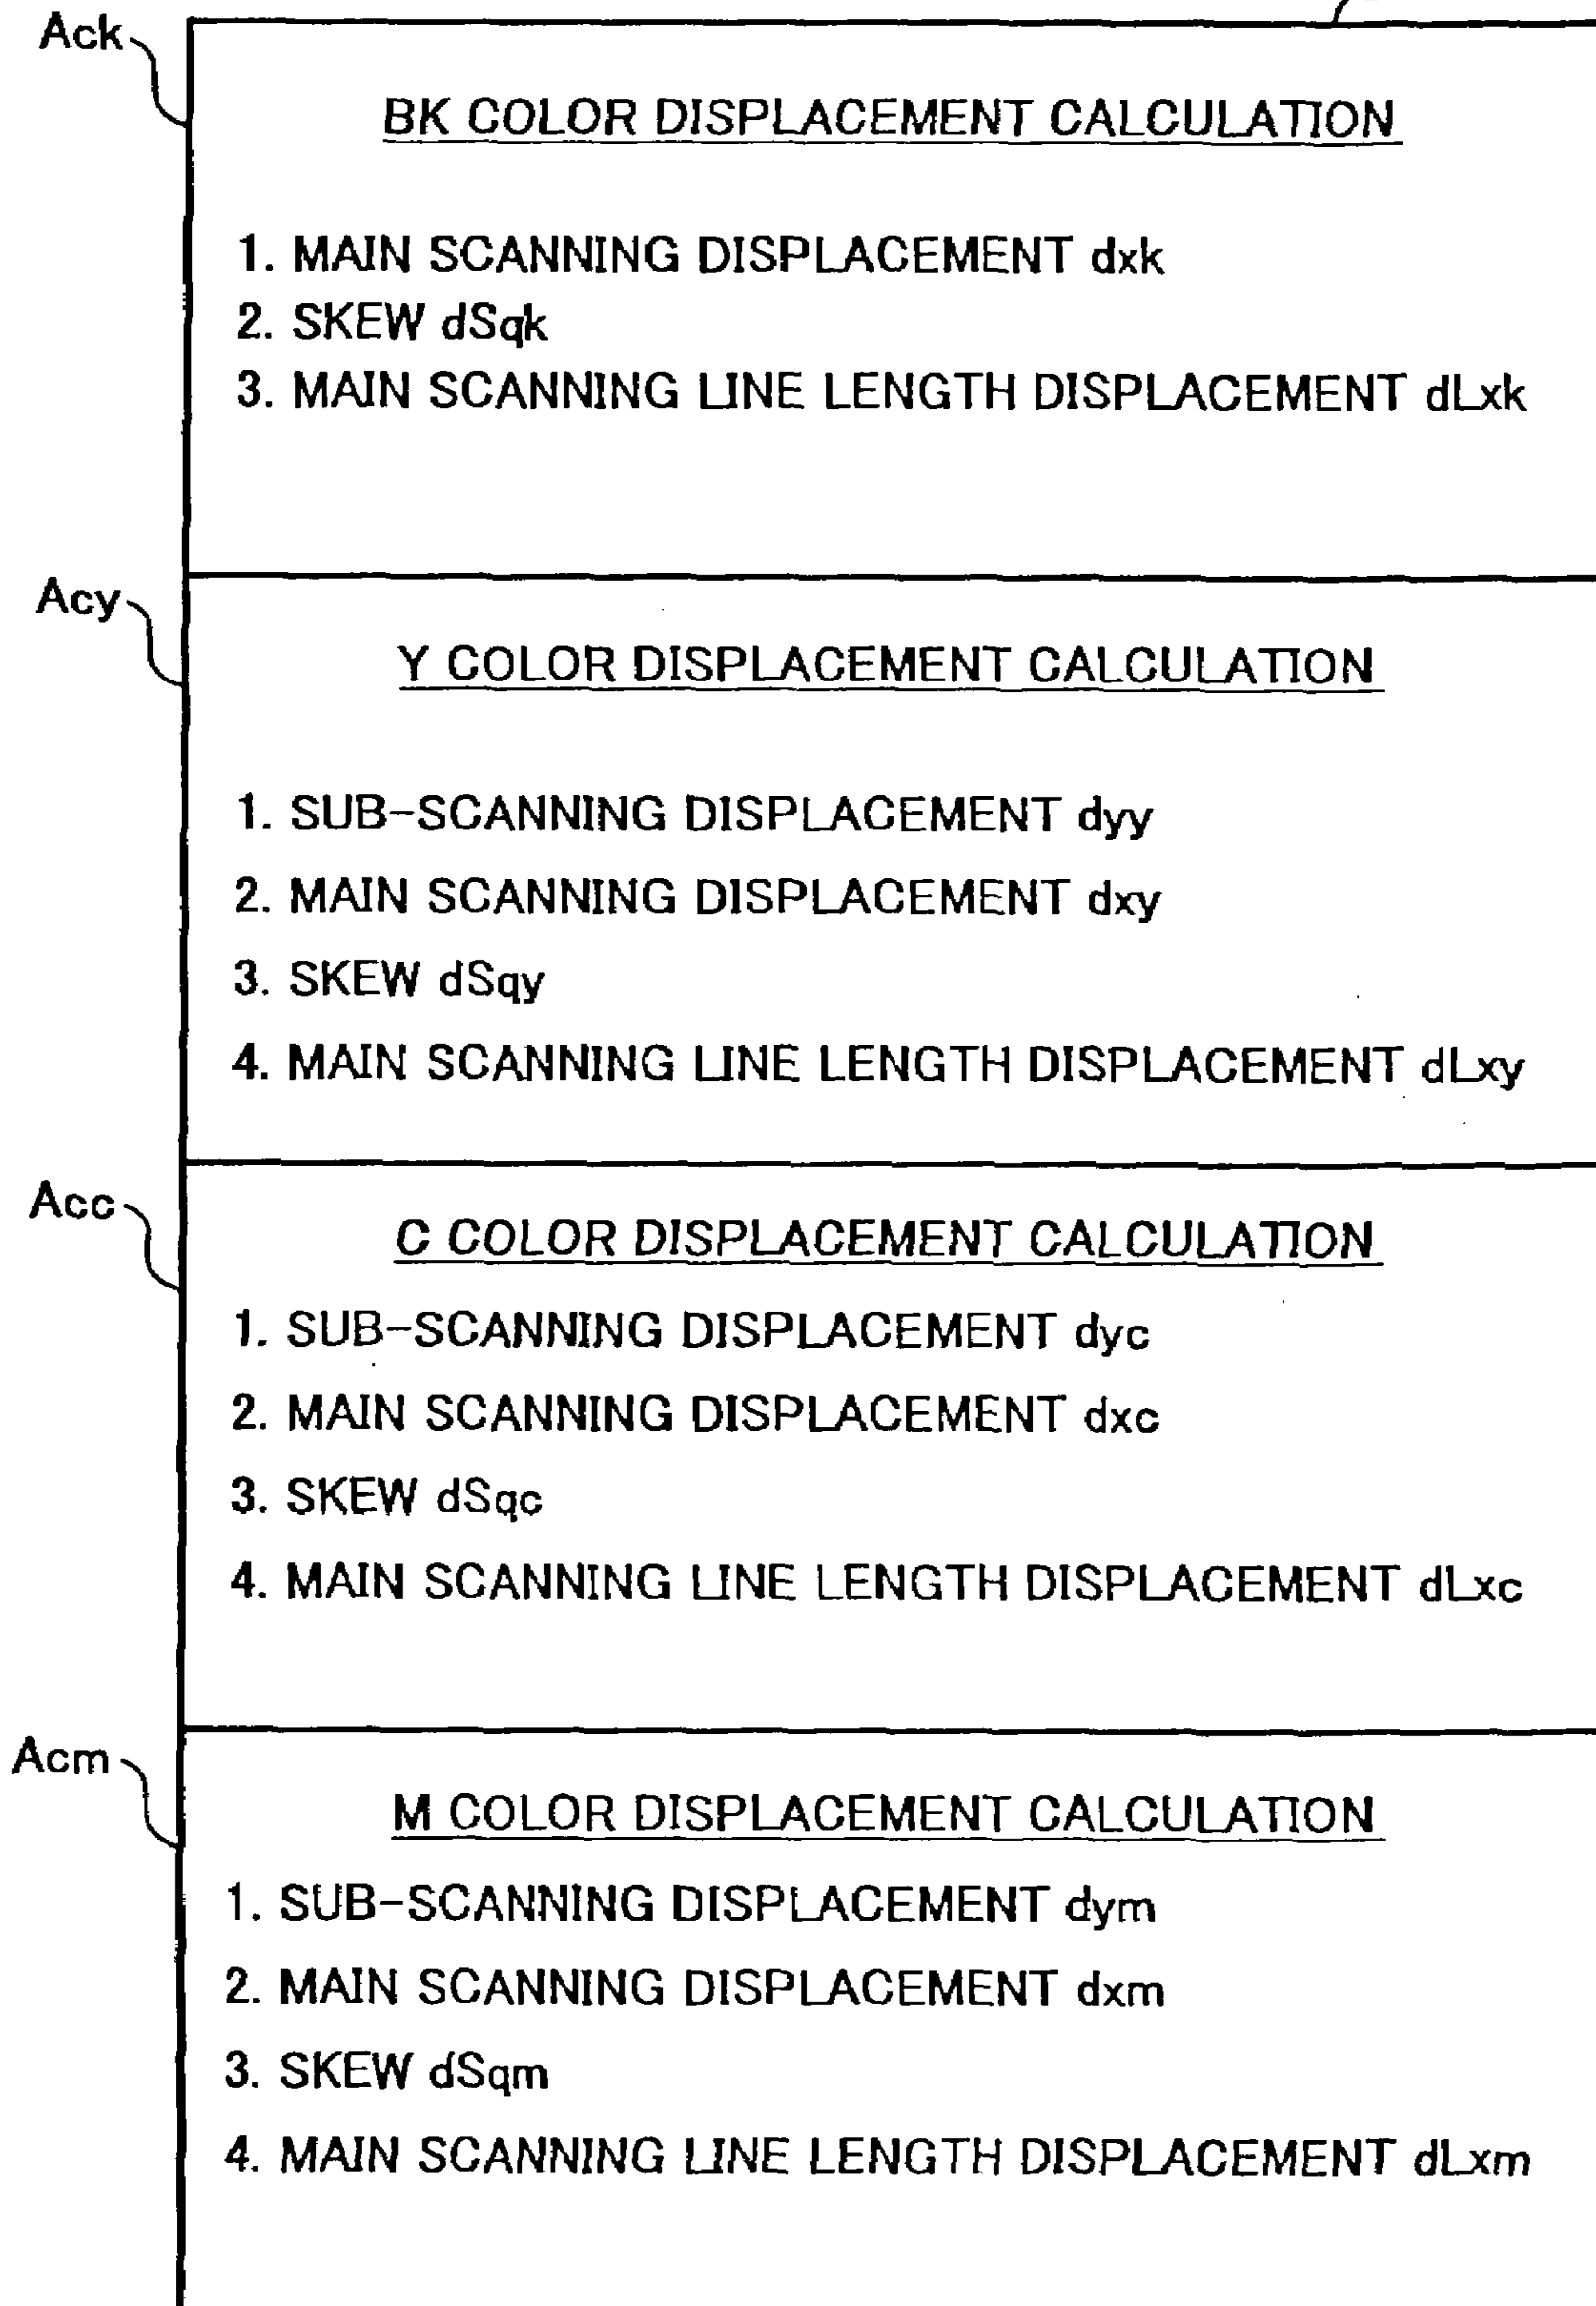 Ack
BK COLOR DISPLACEMENT CALCULATION
1. MAIN SCANNING DISPLACEMENT dxk
2. SKEW dSqk
3. MAIN SCANNING LINE LENGTH DISPLACEMENT dLxk
Acy
Y COLOR DISPLACEMENT CALCULATION
1. SUB-SCANNING DISPLACEMENT dyy
2. MAIN SCANNING DISPLACEMENT dxy
3. SKEW dSqy
4. MAIN SCANNING LINE LENGTH DISPLACEMENT dLxy
Acc
C COLOR DISPLACEMENT CALCULATION
1. SUB-SCANNING DISPLACEMENT dyc
2. MAIN SCANNING DISPLACEMENT dxc
3. SKEW dSqc
4. MAIN SCANNING LINE LENGTH DISPLACEMENT dLxc
Acm
M COLOR DISPLACEMENT CALCULATION
1. SUB-SCANNING DISPLACEMENT dym
2. MAIN SCANNING DISPLACEMENT dxm
3. SKEW dSqm
4. MAIN SCANNING LINE LENGTH DISPLACEMENT dLxm